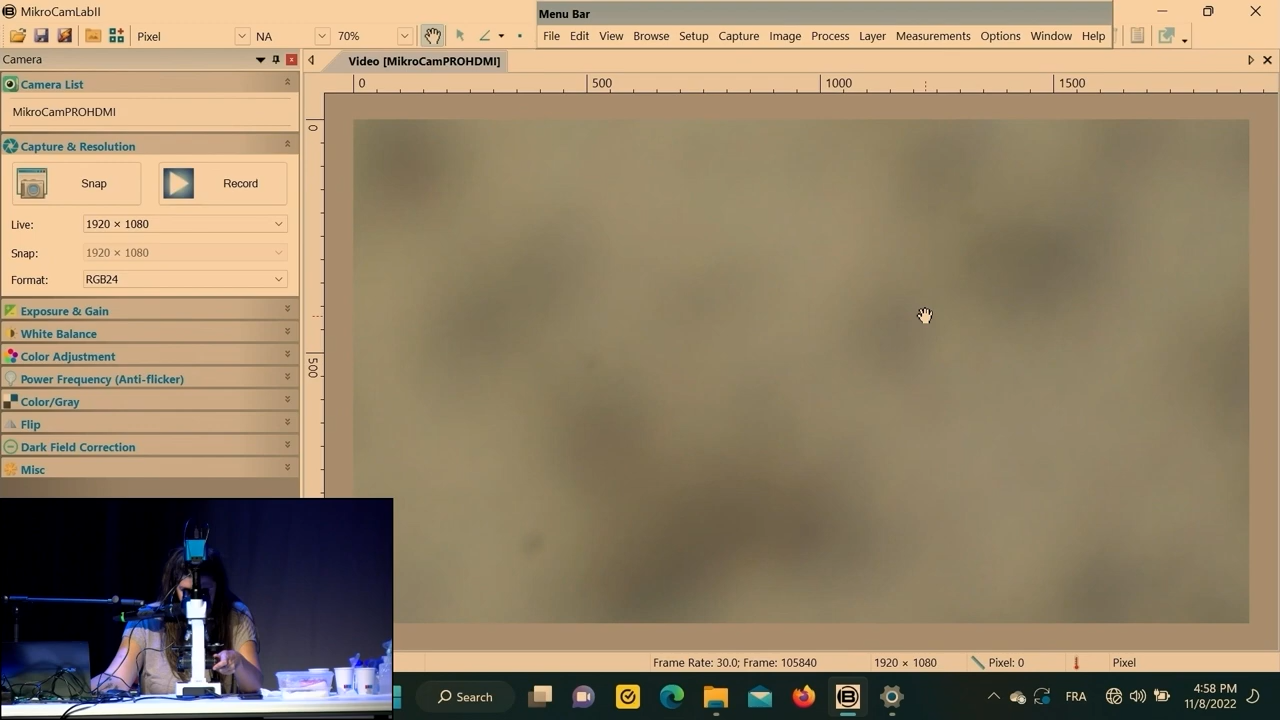 MikroCamLabII
Menu Bar
Pixel NA 70%
File Edit View Browse Setup Capture Image Process Layer Measurements Options Window Help
Camera
Video [MikroCamPROHDMI]
Camera List
0 500 1000 1500
MikroCamPROHDMI
0
Capture & Resolution
Snap Record
Live: 1920 × 1080
Snap: 1920 × 1080
Format: RGB24
Exposure & Gain
White Balance
Color Adjustment
500
Power Frequency (Anti-flicker)
Color/Gray
Flip
Dark Field Correction
Misc
Frame Rate: 30.0; Frame: 105840 1920 × 1080 Pixel: 0 Pixel
Search
FRA
4:58 PM
11/8/2022